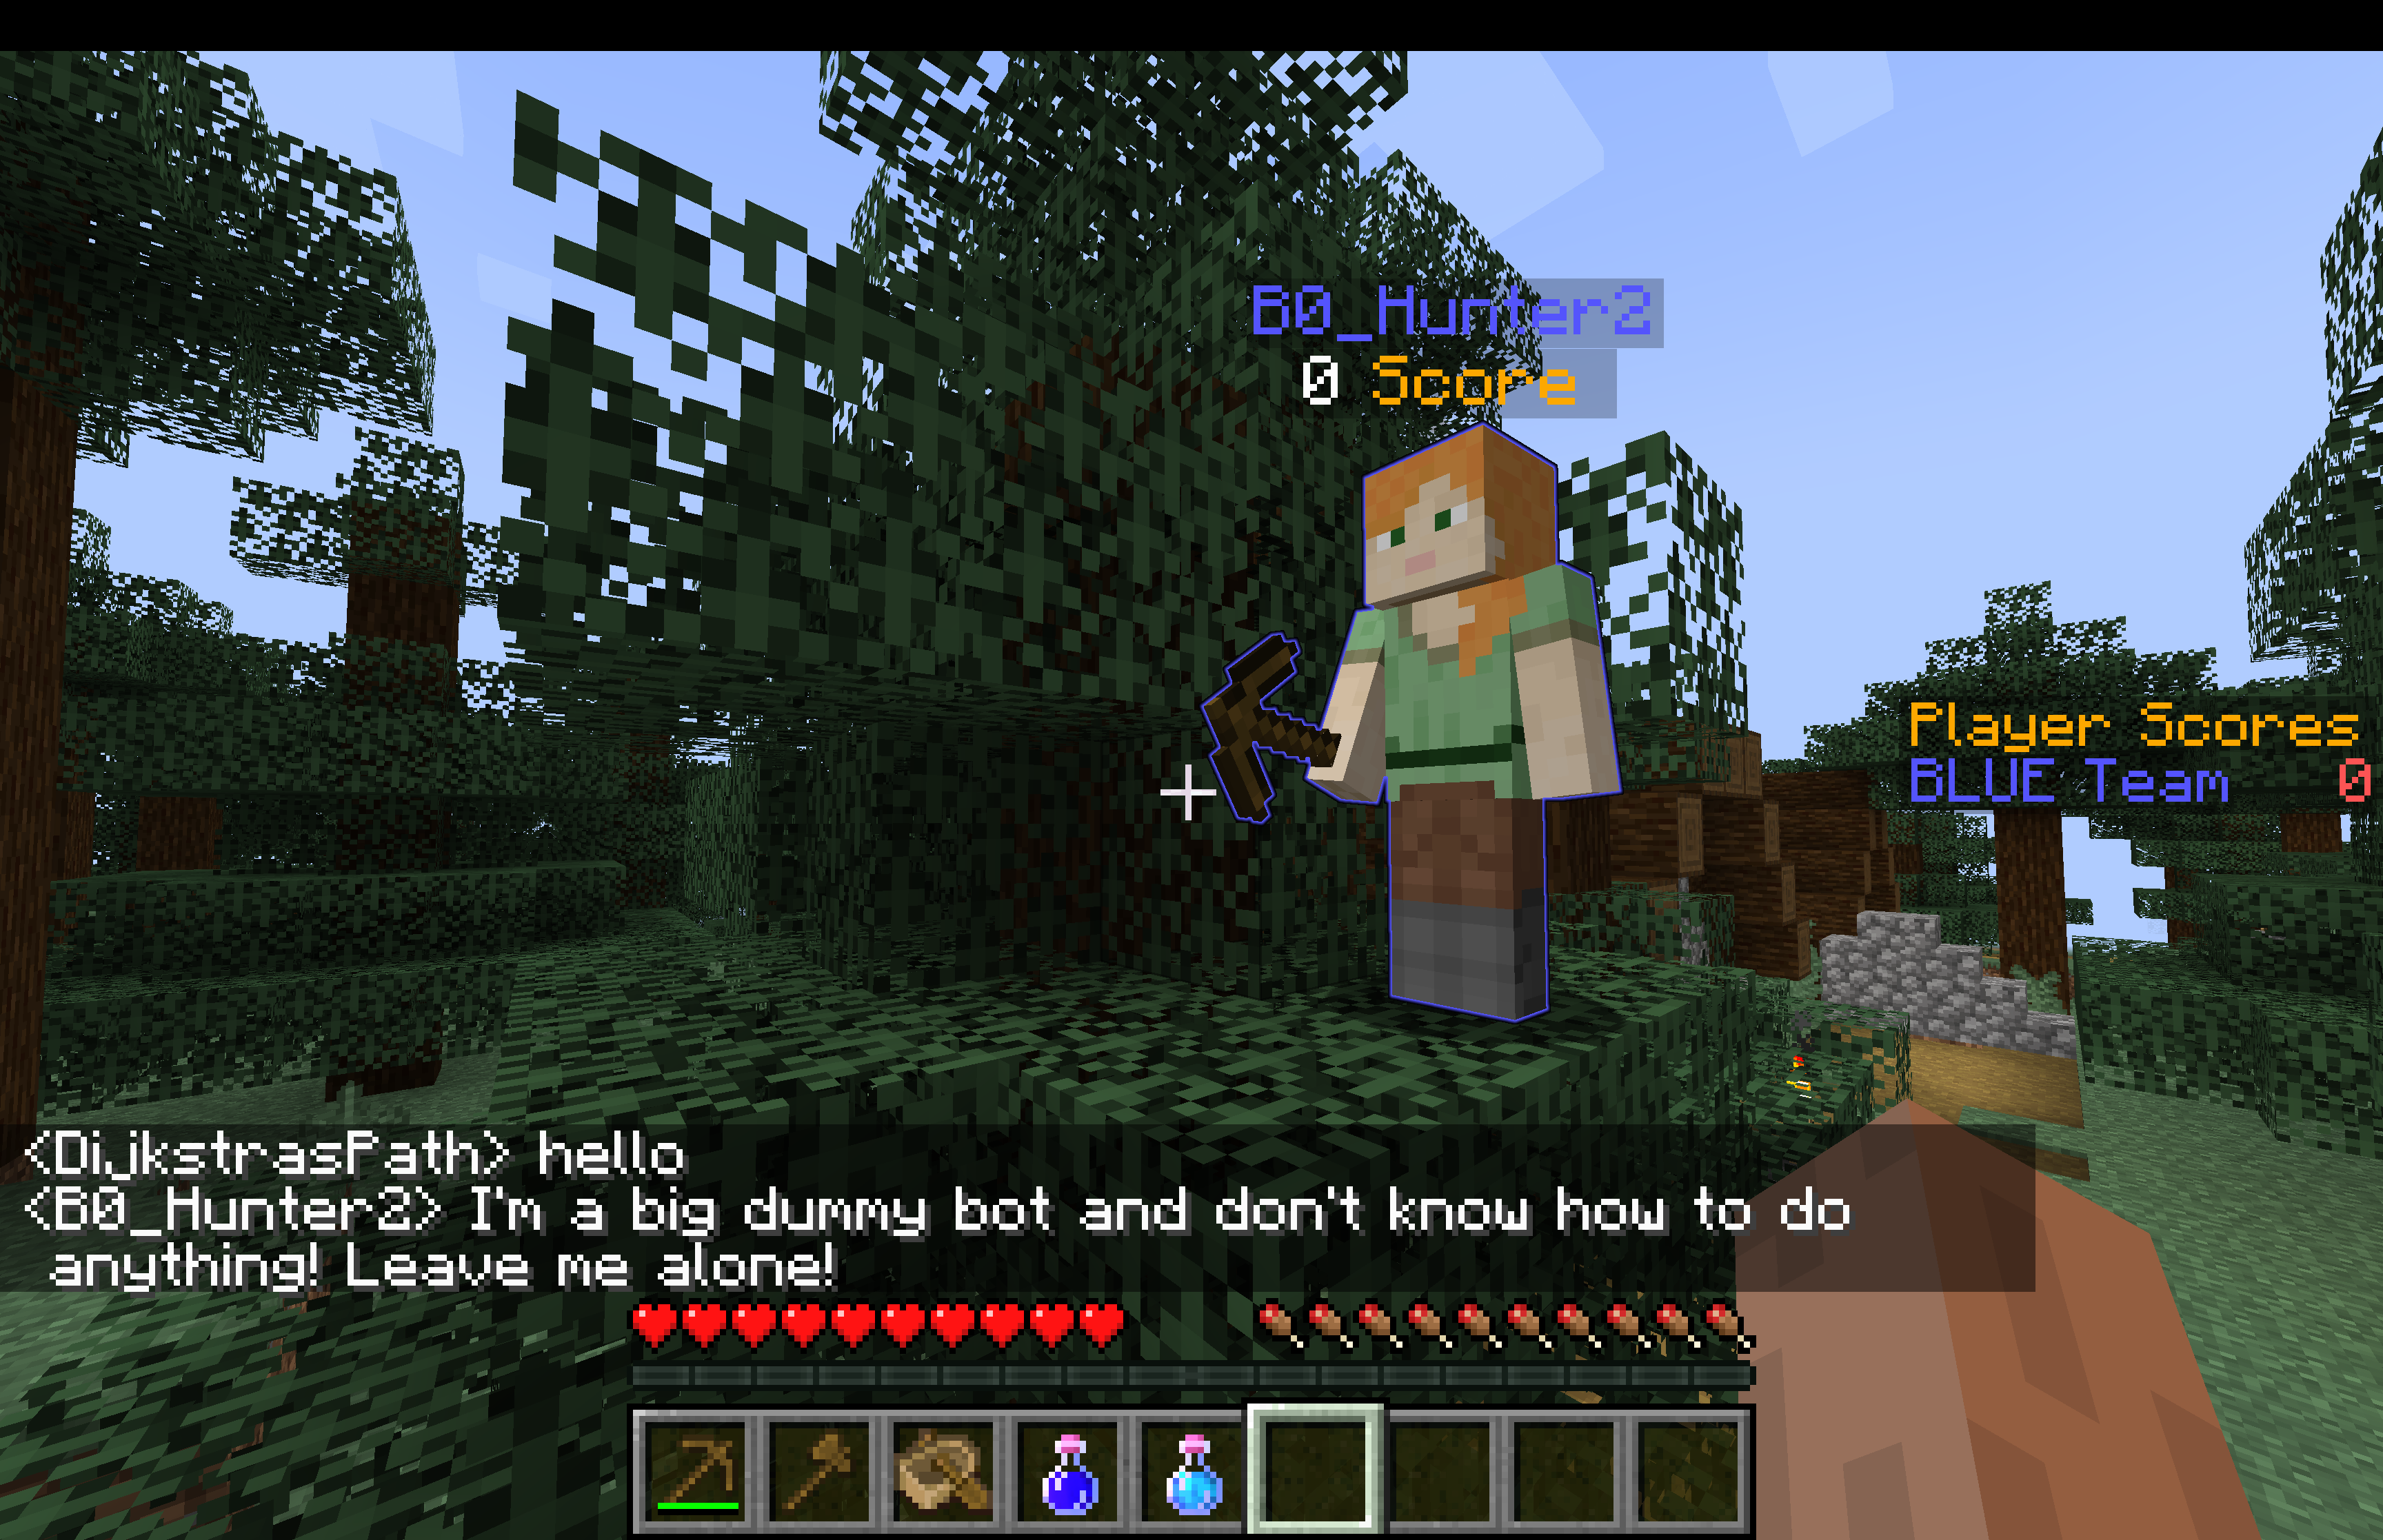 B0_Hunter2
0 Score
Player Scores
BLUE Team 0
<DijkstrasPath> hello
<B0_Hunter2> I'm a big dummy bot and don't know how to do
anything! Leave me alone!